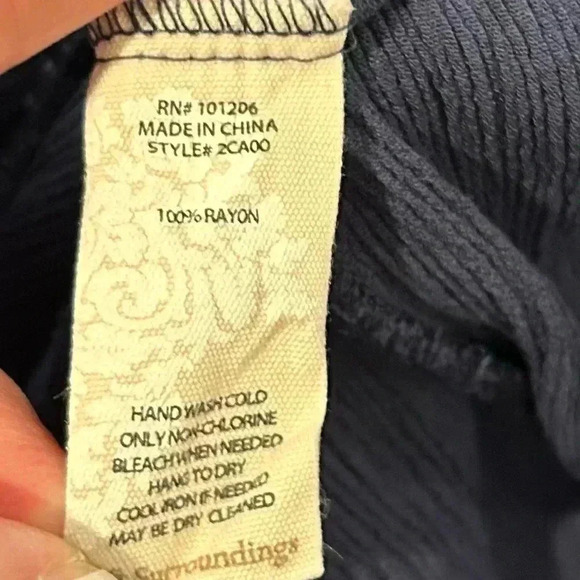 RN# 101206
MADE IN CHINA
STYLE# 2CA00
100% RAYON
HAND WASH COLD
ONLY NON-CHLORINE
BLEACH WHEN NEEDED
HANG TO DRY
COOL IRON IF NEEDED
MAY BE DRY CLEANED
Surroundings